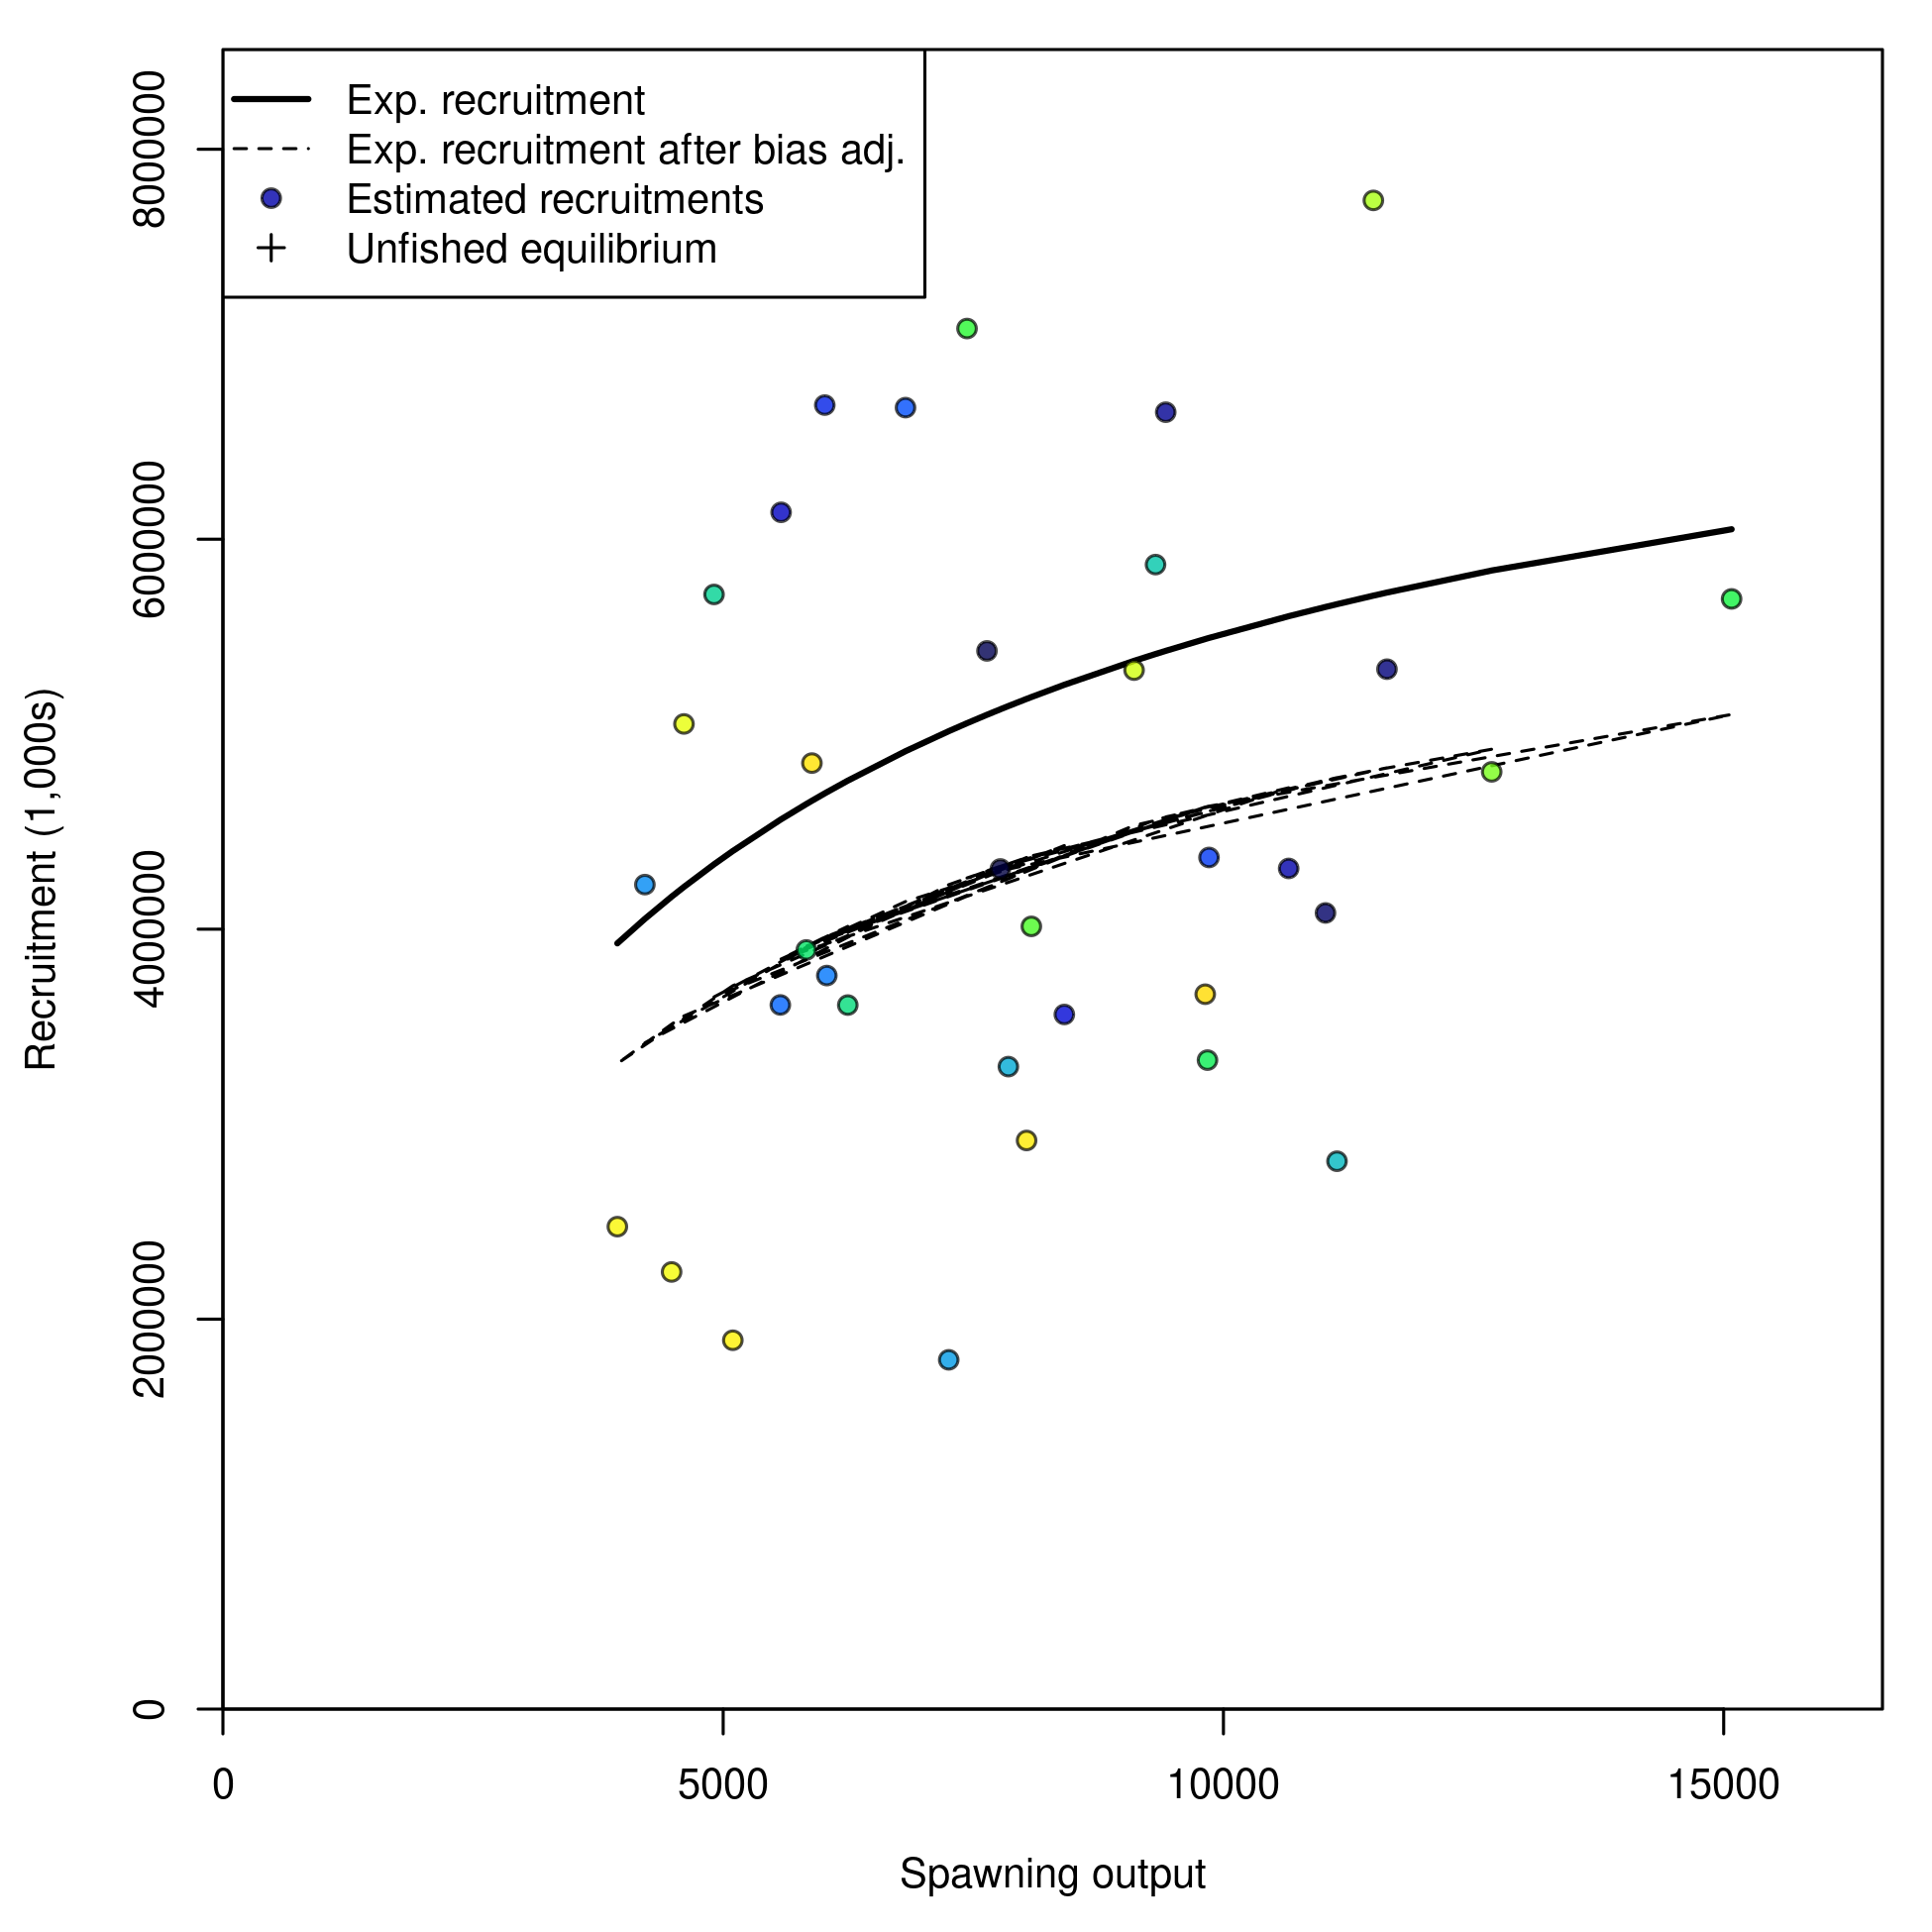 Exp. recruitment
Exp. recruitment after bias adj.
Estimated recruitments
Unfished equilibrium
8000000
6000000
4000000
2000000
0
Recruitment (1,000s)
0 5000 10000 15000
Spawning output